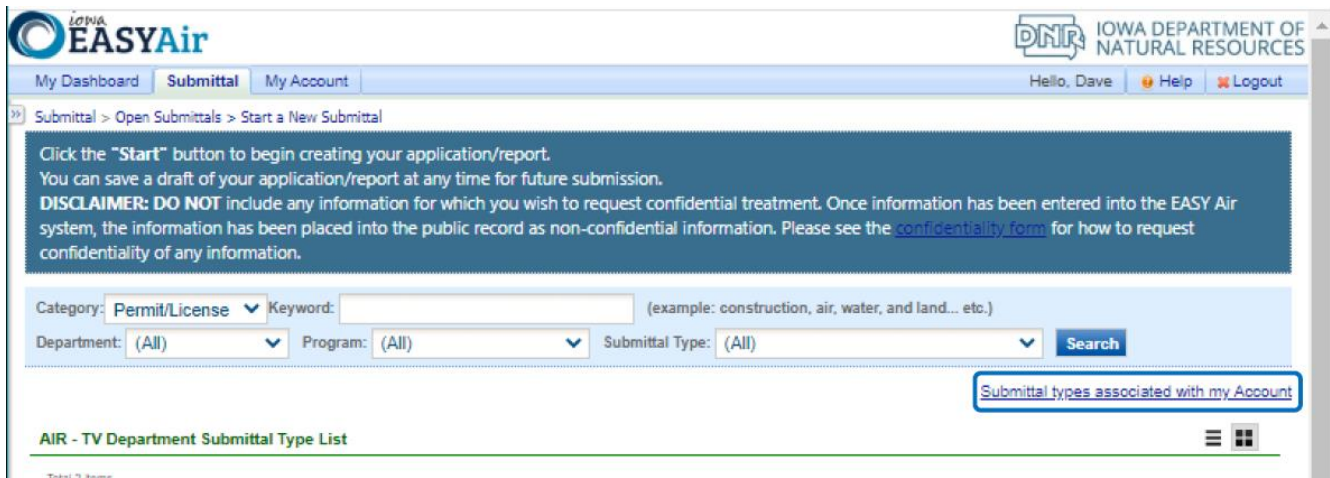 iowa
EASYAir
DNR IOWA DEPARTMENT OF
NATURAL RESOURCES
My Dashboard Submittal My Account Hello, Dave Help Logout
Submittal > Open Submittals > Start a New Submittal
Click the "Start" button to begin creating your application/report.
You can save a draft of your application/report at any time for future submission.
DISCLAIMER: DO NOT include any information for which you wish to request confidential treatment. Once information has been entered into the EASY Air
system, the information has been placed into the public record as non-confidential information. Please see the confidentiality form for how to request
confidentiality of any information.
Category: Permit/License Keyword: (example: construction, air, water, and land... etc.)
Department: (All) Program: (All) Submittal Type: (All) Search
Submittal types associated with my Account
AIR - TV Department Submittal Type List